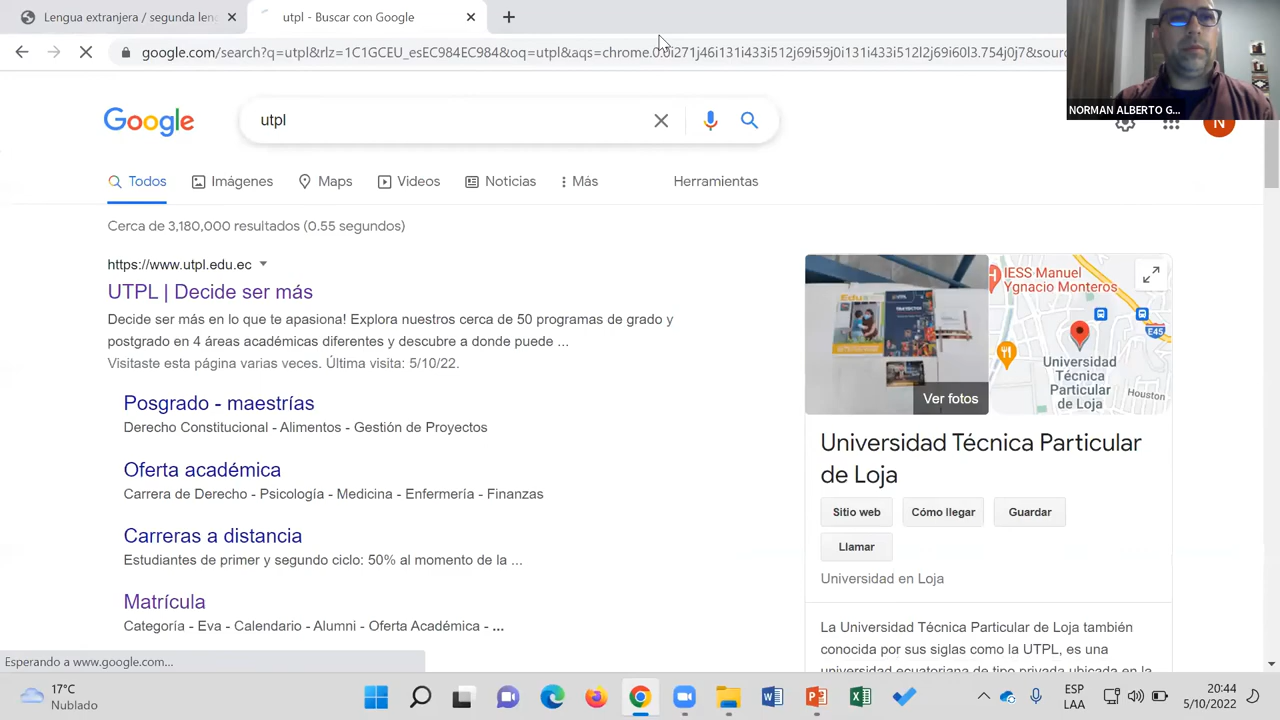 Lengua extranjera / segunda len
utpl - Buscar con Google
google.com/search?q=utpl&rlz=1C1GCEU_esEC984EC984&oq=utpl&aqs=chrome.0.0i271j46i131i433i512j69i59j0i131i433i512l2j69i60l3.754j0j7&sourc
NORMAN ALBERTO G...
Google
utpl
N
Todos
Imágenes
Maps
Videos
Noticias
Más
Herramientas
Cerca de 3,180,000 resultados (0.55 segundos)
https://www.utpl.edu.ec
UTPL | Decide ser más
Decide ser más en lo que te apasiona! Explora nuestros cerca de 50 programas de grado y
postgrado en 4 áreas académicas diferentes y descubre a donde puede ...
Visitaste esta página varias veces. Última visita: 5/10/22.
Posgrado - maestrías
Derecho Constitucional - Alimentos - Gestión de Proyectos
Oferta académica
Carrera de Derecho - Psicología - Medicina - Enfermería - Finanzas
Carreras a distancia
Estudiantes de primer y segundo ciclo: 50% al momento de la ...
Matrícula
Categoría - Eva - Calendario - Alumni - Oferta Académica - ...
Ver fotos
IESS Manuel
Ygnacio Monteros
E45
Universidad
Técnica
Particular
de Loja
Houston
Universidad Técnica Particular
de Loja
Sitio web
Cómo llegar
Guardar
Llamar
Universidad en Loja
La Universidad Técnica Particular de Loja también
conocida por sus siglas como la UTPL, es una
universidad ecuatoriana de tipo privada ubicada en la
Esperando a www.google.com...
17°C
Nublado
ESP
LAA
20:44
5/10/2022